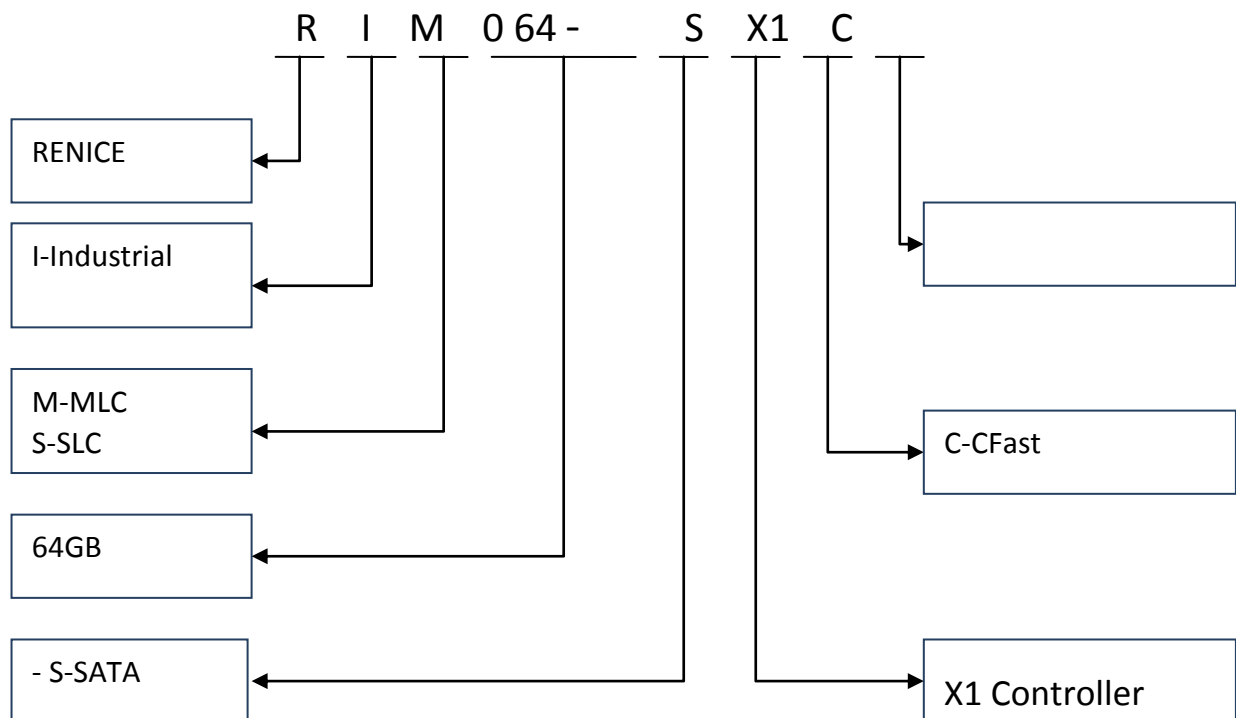 R I M 0 64 - S X1 C
RENICE
I-Industrial
M-MLC
S-SLC
C-CFast
64GB
- S-SATA
X1 Controller